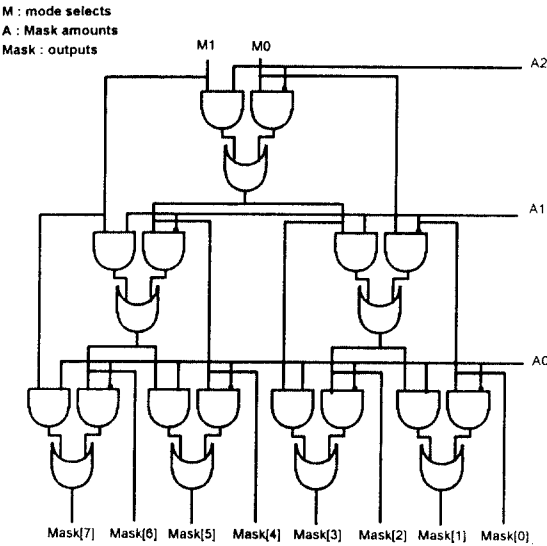 M : mode selects
A : Mask amounts
Mask : outputs
M1 M0
A2
A1
A0
Mask[7] Mask[6] Mask[5] Mask[4] Mask[3] Mask[2] Mask[1] Mask[0]